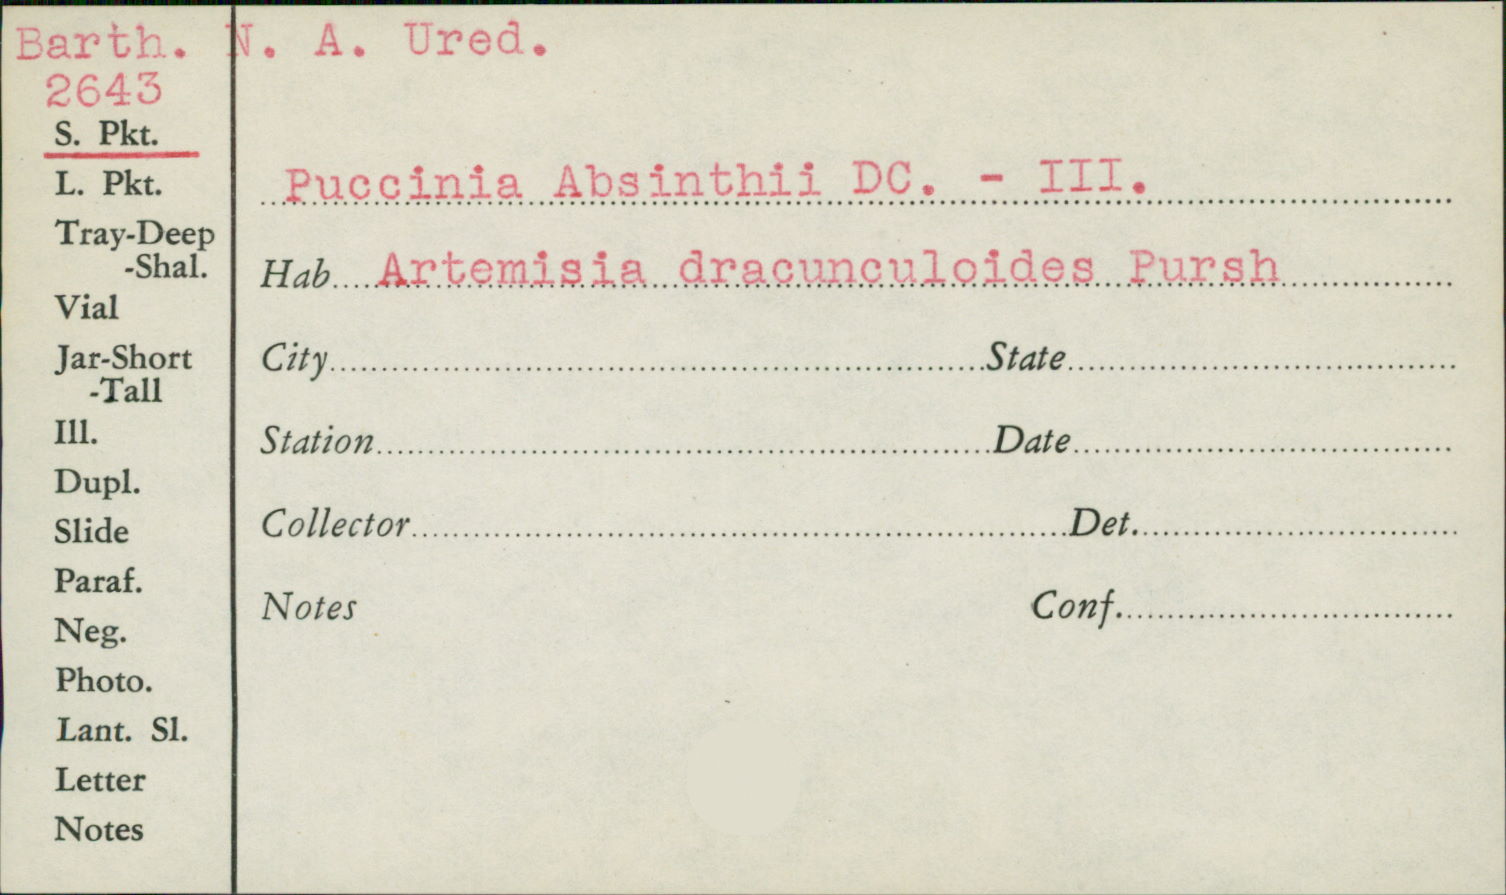 Barth. N. A. Ured.
2643
S. Pkt.
L. Pkt.
Tray-Deep
-Shal.
Vial
Jar-Short
-Tall
Ill.
Dupl.
Slide
Paraf.
Neg.
Photo.
Lant. Sl.
Letter
Notes
Puccinia Absinthii DC. - III.
Hab. Artemisia dracunculoides Pursh
City State
Station Date
Collector Det.
Notes Conf.